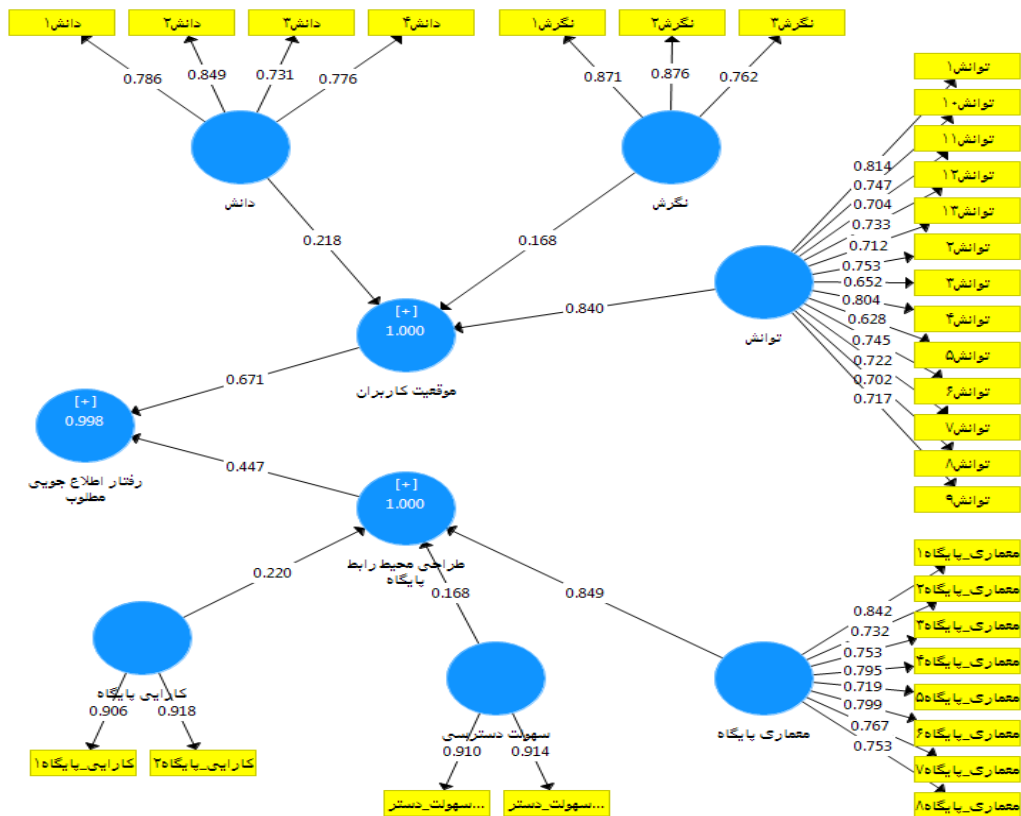 دانش۱
دانش۲
دانش۳
دانش۴
نگرش۱
نگرش۲
نگرش۳
0.786
0.849
0.731
0.776
0.871
0.876
0.762
دانش
نگرش
توانش۱
توانش۱۰
توانش۱۱
توانش۱۲
توانش۱۳
توانش۲
توانش۳
توانش۴
توانش۵
توانش۶
توانش۷
توانش۸
توانش۹
0.814
0.747
0.704
0.733
0.712
0.753
0.652
0.804
0.628
0.745
0.722
0.702
0.717
توانش
0.218
0.168
0.840
[+]
1.000
موقعیت کاربران
0.671
[+]
0.998
رفتار اطلاع جویی
مطلوب
0.447
[+]
1.000
طراحی محیط رابط
پایگاه
0.220
0.168
0.849
کارایی پایگاه
0.906
0.918
کارایی_پایگاه۱
کارایی_پایگاه۲
سهولت دسترسی
0.910
0.914
سهولت_دستر...
سهولت_دستر...
معماری پایگاه
0.842
0.732
0.753
0.795
0.719
0.799
0.767
0.753
معماری_پایگاه۱
معماری_پایگاه۲
معماری_پایگاه۳
معماری_پایگاه۴
معماری_پایگاه۵
معماری_پایگاه۶
معماری_پایگاه۷
معماری_پایگاه۸